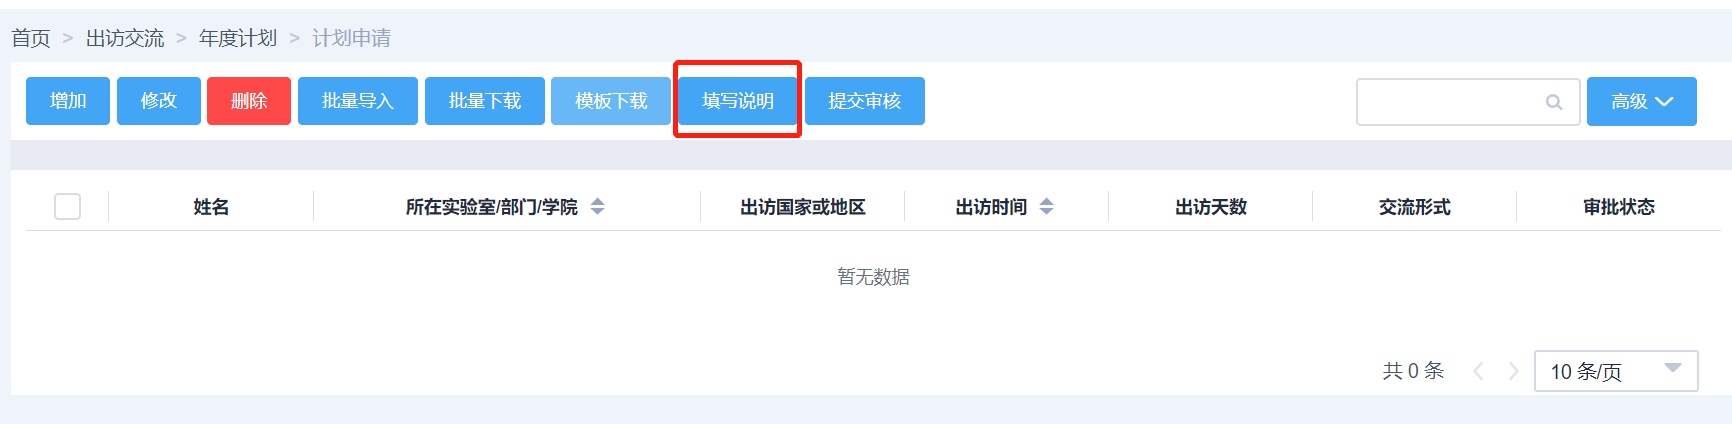 首页 > 出访交流 > 年度计划 > 计划申请
增加 修改 删除 批量导入 批量下载 模板下载 填写说明 提交审核 高级
姓名 所在实验室/部门/学院 出访国家或地区 出访时间 出访天数 交流形式 审批状态
暂无数据
共 0 条 10 条/页